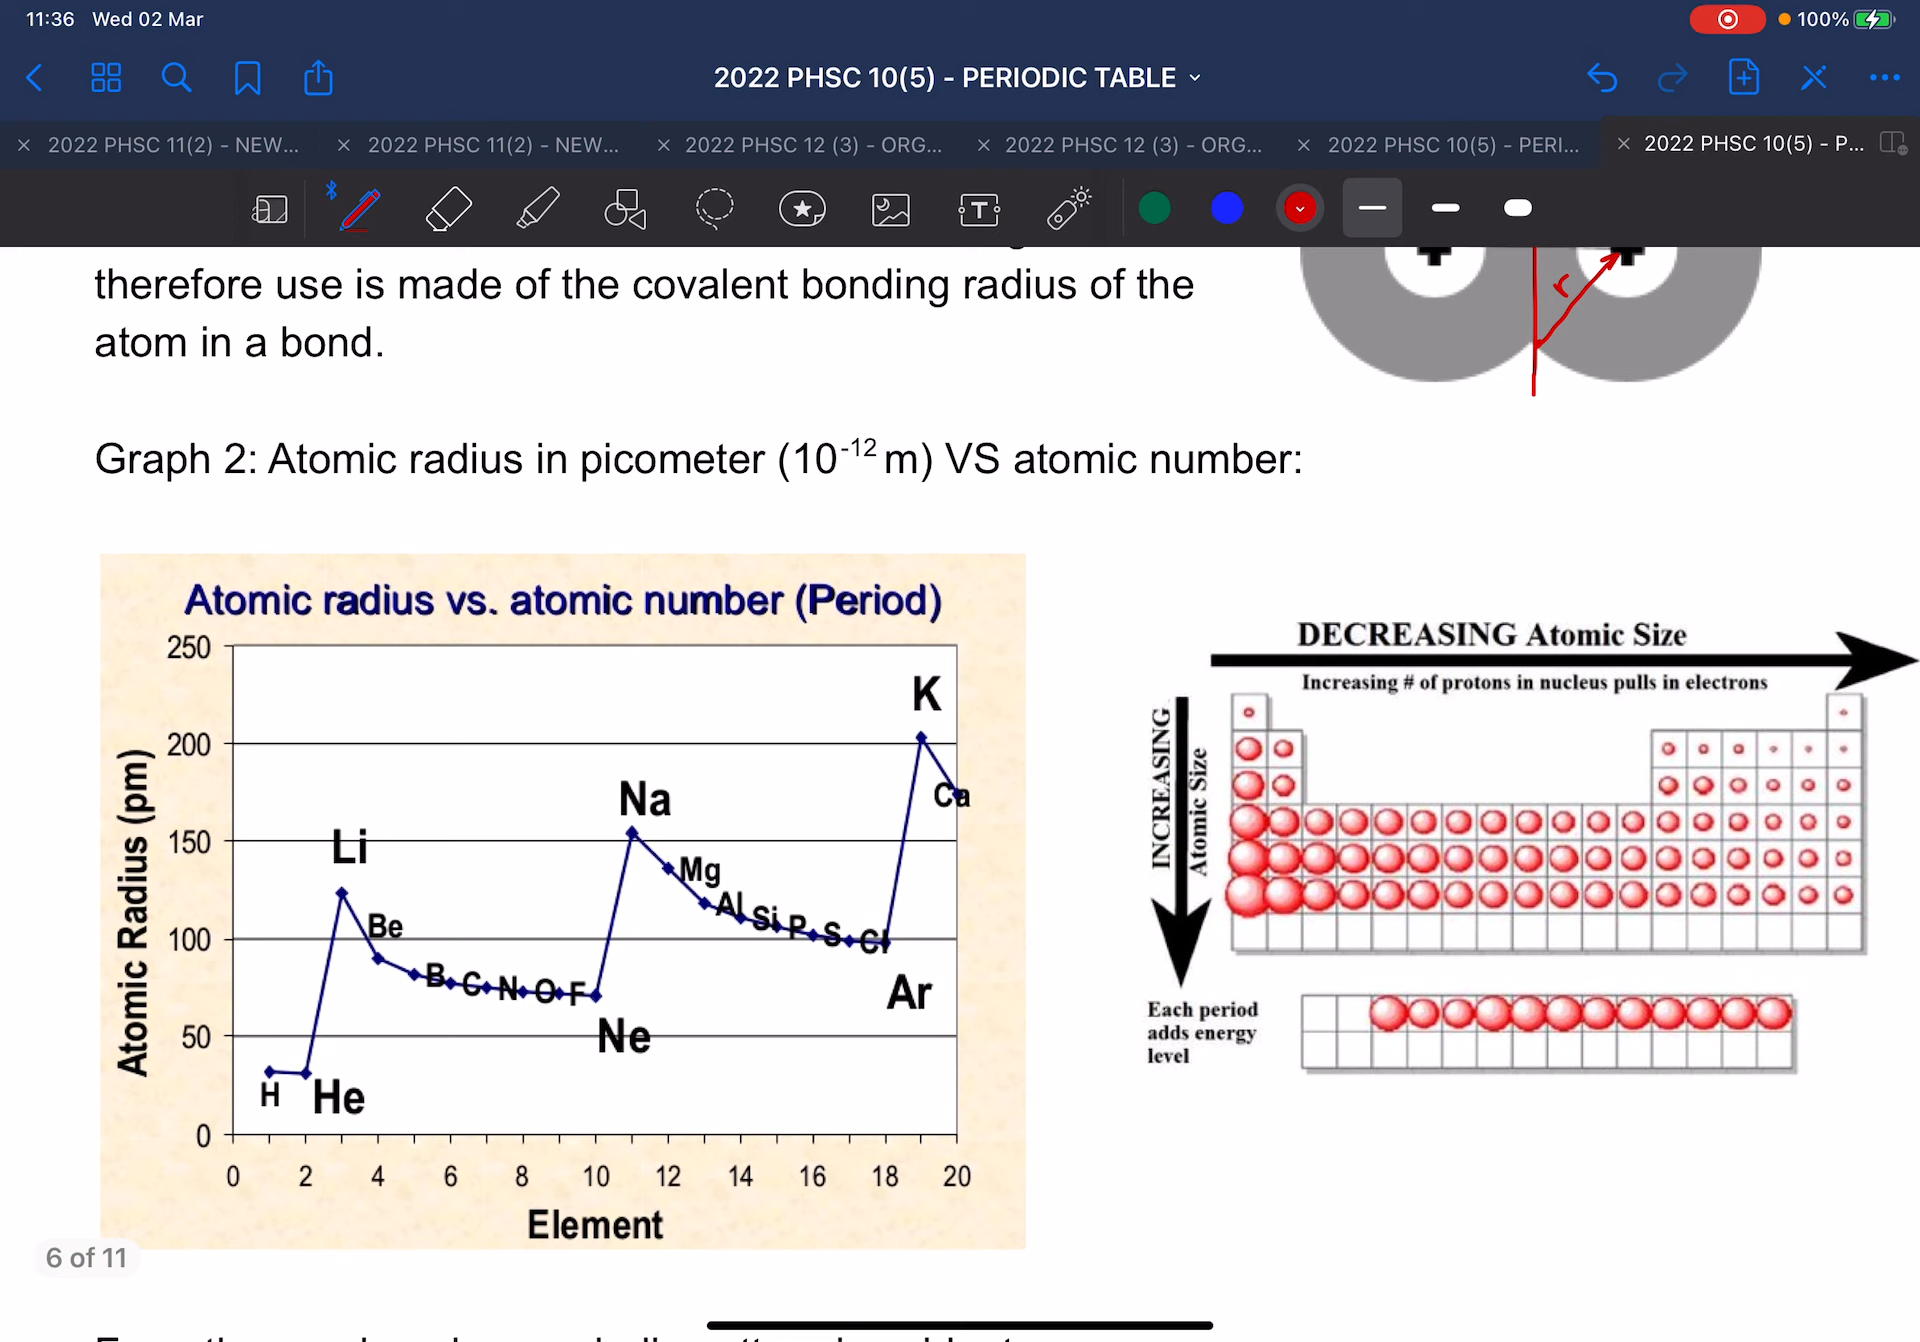 11:36 Wed 02 Mar
100%
2022 PHSC 10(5) - PERIODIC TABLE
2022 PHSC 11(2) - NEW...
2022 PHSC 11(2) - NEW...
2022 PHSC 12 (3) - ORG...
2022 PHSC 12 (3) - ORG...
2022 PHSC 10(5) - PERI...
2022 PHSC 10(5) - P...
T
therefore use is made of the covalent bonding radius of the
atom in a bond.
r
Graph 2: Atomic radius in picometer (10⁻¹² m) VS atomic number:
Atomic radius vs. atomic number (Period)
Atomic Radius (pm)
250
200
150
100
50
0
H
He
Li
Be
B
C
N
O
F
Ne
Na
Mg
Al
Si
P
S
Cl
Ar
K
Ca
0 2 4 6 8 10 12 14 16 18 20
Element
DECREASING Atomic Size
Increasing # of protons in nucleus pulls in electrons
INCREASING
Atomic Size
Each period
adds energy
level
6 of 11